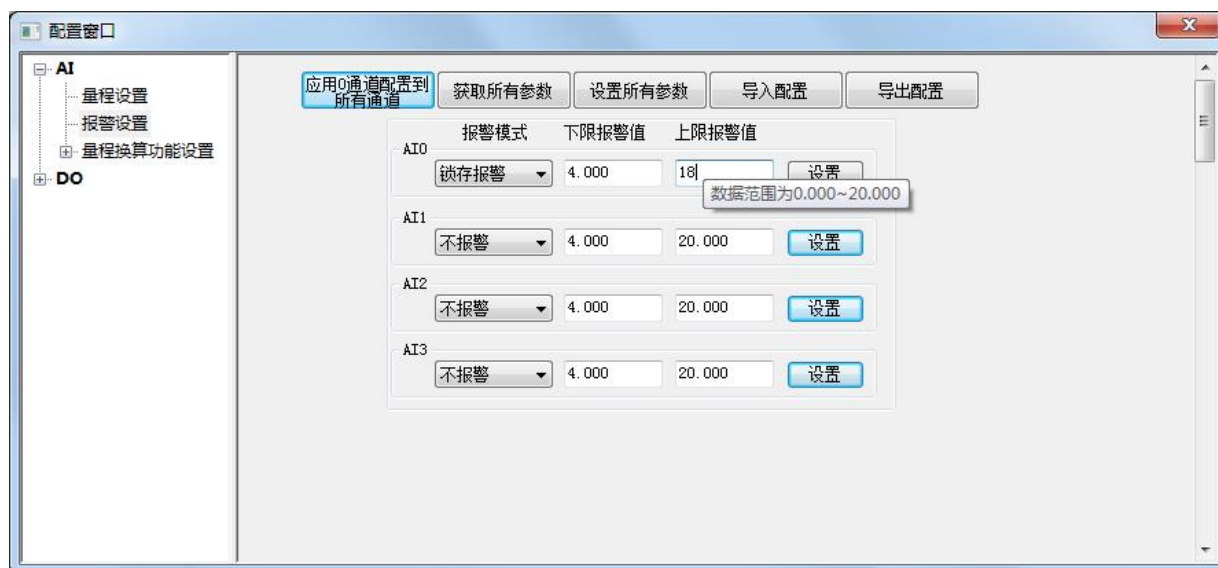 配置窗口
AI
量程设置
报警设置
量程换算功能设置
DO
应用0通道配置到
所有通道
获取所有参数
设置所有参数
导入配置
导出配置
报警模式 下限报警值 上限报警值
AI0
锁存报警 4.000 18 设置
数据范围为0.000~20.000
AI1
不报警 4.000 20.000 设置
AI2
不报警 4.000 20.000 设置
AI3
不报警 4.000 20.000 设置